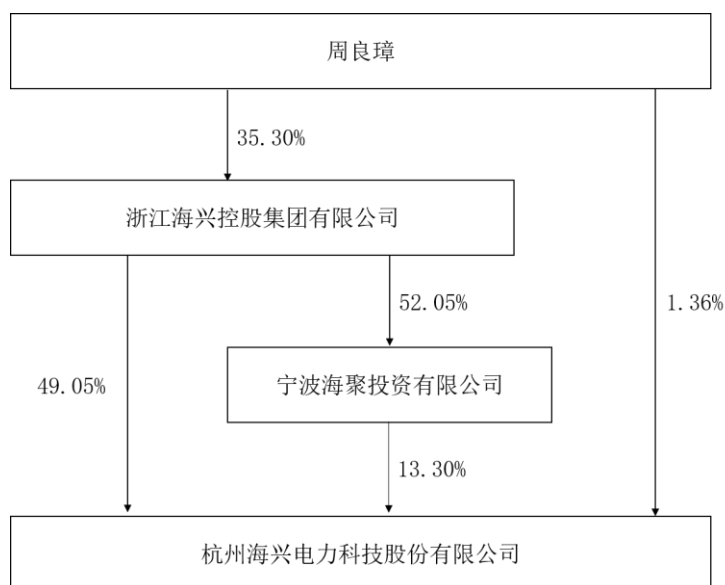 周良璋
35.30%
浙江海兴控股集团有限公司
52.05%
1.36%
49.05%
宁波海聚投资有限公司
13.30%
杭州海兴电力科技股份有限公司